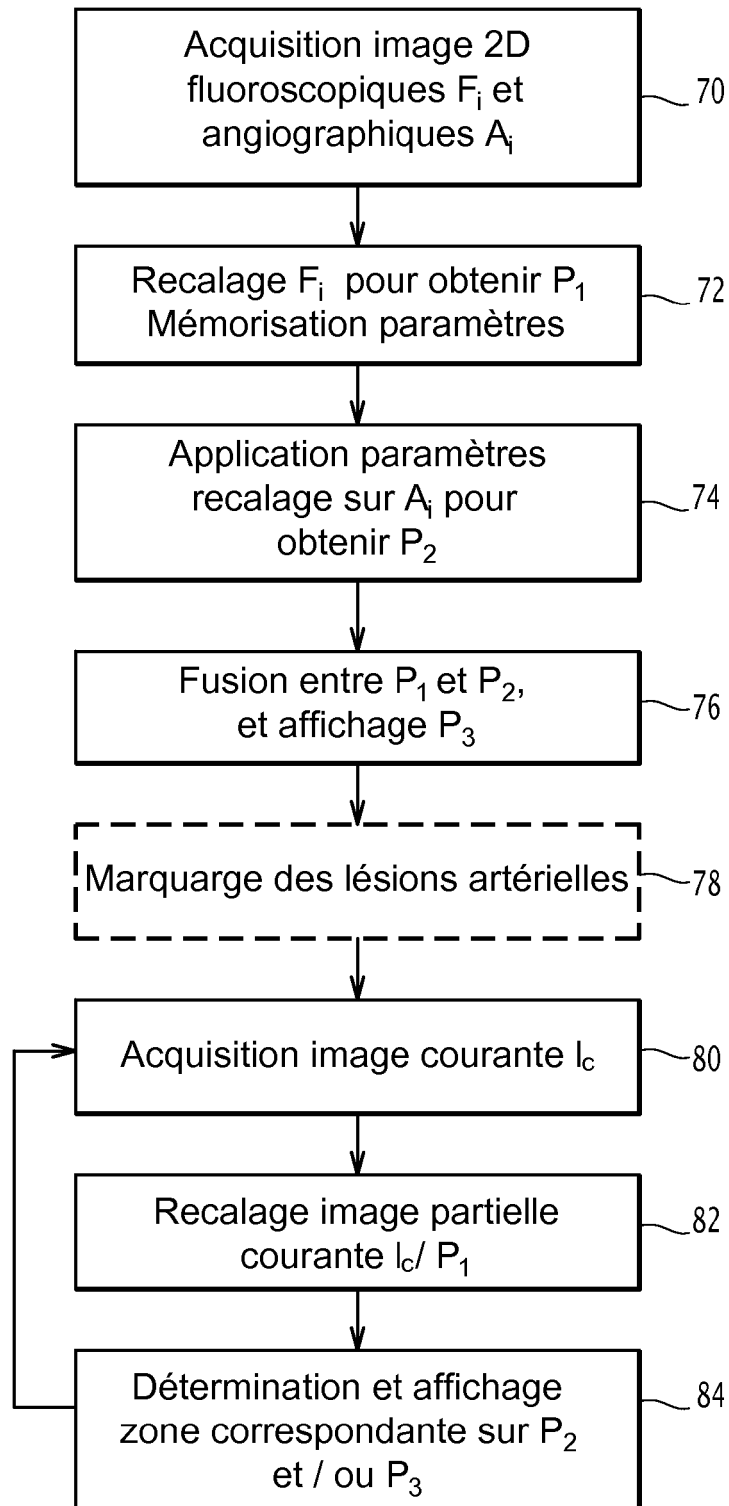 Acquisition image 2D
fluoroscopiques Fᵢ et
angiographiques Aᵢ
70
Recalage Fᵢ pour obtenir P₁
Mémorisation paramètres
72
Application paramètres
recalage sur Aᵢ pour
obtenir P₂
74
Fusion entre P₁ et P₂,
et affichage P₃
76
Marquarge des lésions artérielles
78
Acquisition image courante I꜀
80
Recalage image partielle
courante I꜀/ P₁
82
Détermination et affichage
zone correspondante sur P₂
et / ou P₃
84